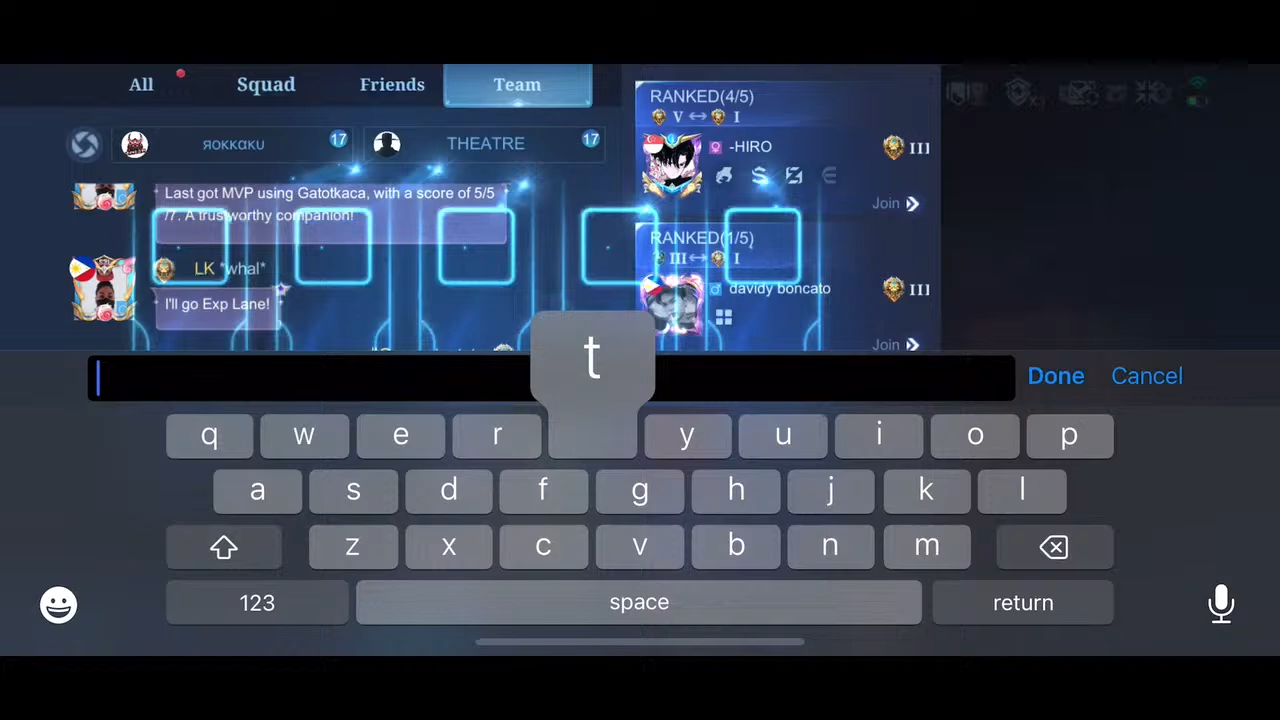 All
Squad
Friends
Team
ЯOKKAKU
17
THEATRE
17
Last got MVP using Gatotkaca, with a score of 5/5
/7. A trustworthy companion!
LK *whal*
I'll go Exp Lane!
RANKED(4/5)
V I
-HIRO
III
Join
RANKED(1/5)
III I
davidy boncato
III
Join
Done
Cancel
t
q w e r y u i o p
a s d f g h j k l
z x c v b n m
123
space
return